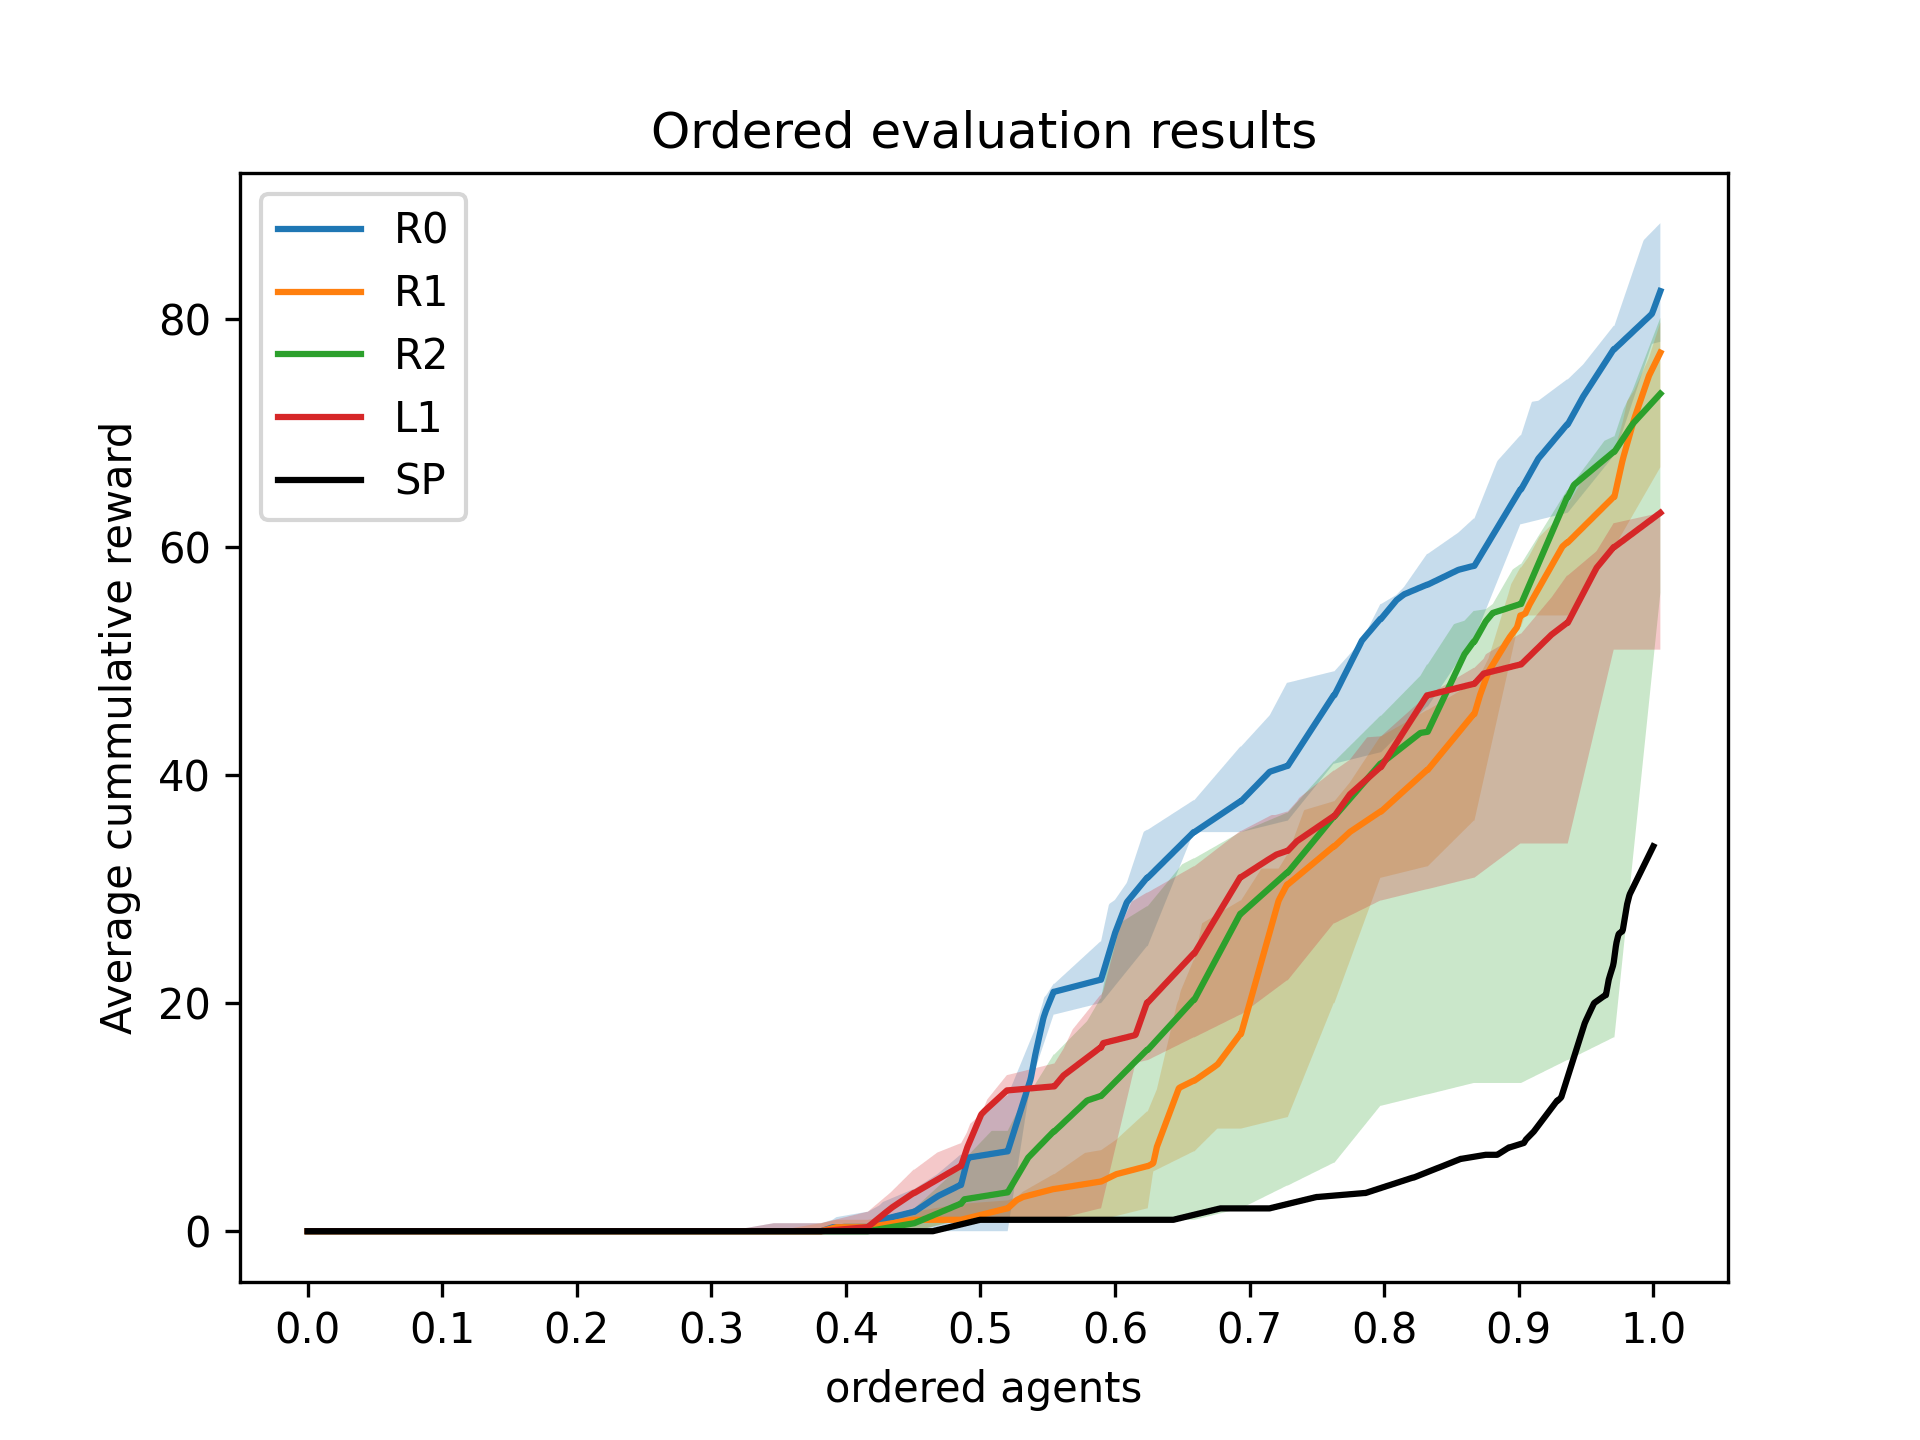 Ordered evaluation results
R0
R1
R2
L1
SP
Average cummulative reward
80
60
40
20
0
0.0 0.1 0.2 0.3 0.4 0.5 0.6 0.7 0.8 0.9 1.0
ordered agents